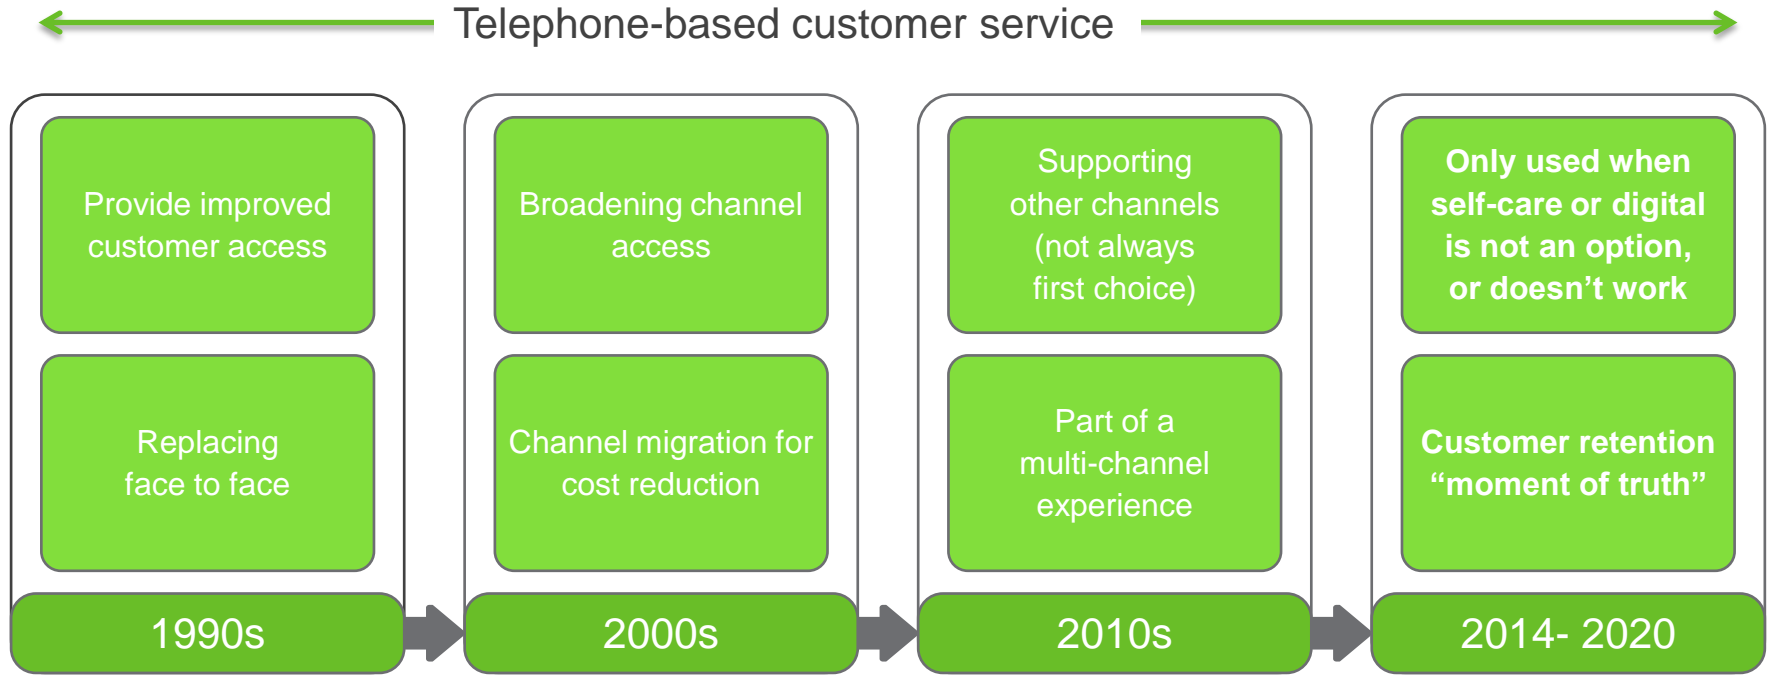 Telephone-based customer service
Provide improved
customer access
Replacing
face to face
1990s
Broadening channel
access
Channel migration for
cost reduction
2000s
Supporting
other channels
(not always
first choice)
Part of a
multi-channel
experience
2010s
Only used when
self-care or digital
is not an option,
or doesn’t work
Customer retention
“moment of truth”
2014- 2020